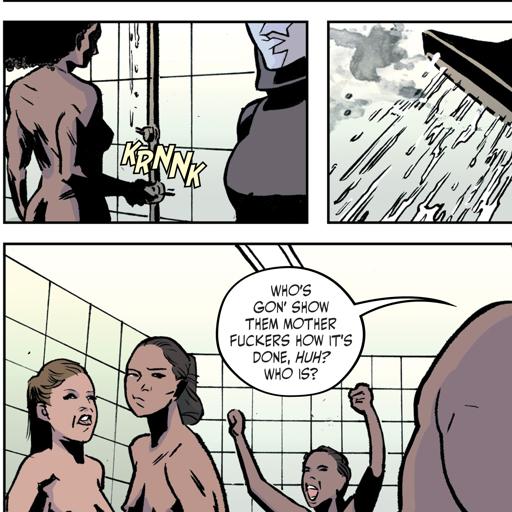 KRNNK
WHO'S
GON' SHOW
THEM MOTHER
FUCKERS HOW IT'S
DONE, HUH?
WHO IS?